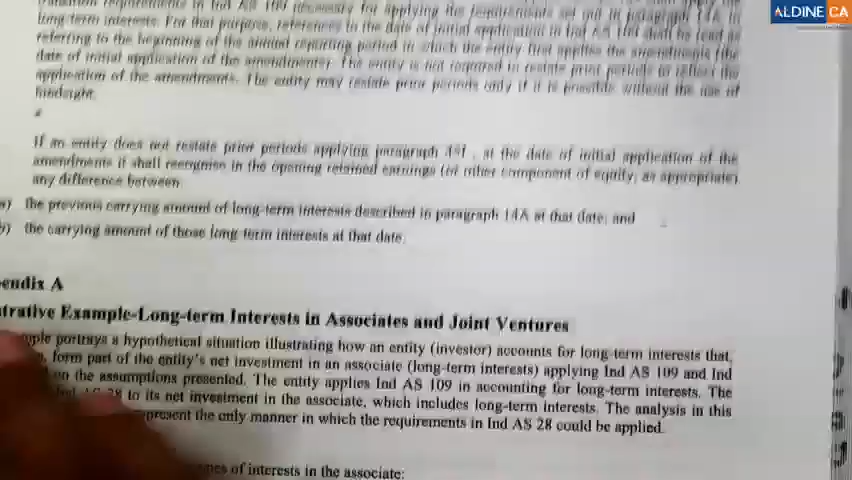 ALDINE CA
transition requirements in Ind AS 109 necessary for applying the requirements set out in paragraph 14A to
long-term interests. For that purpose, references to the date of initial application in Ind AS 109 shall be read as
referring to the beginning of the annual reporting period in which the entity first applies the amendments (the
date of initial application of the amendments). The entity is not required to restate prior periods to reflect the
application of the amendments. The entity may restate prior periods only if it is possible without the use of
hindsight.
If an entity does not restate prior periods applying paragraph 45I , at the date of initial application of the
amendments it shall recognise in the opening retained earnings (or other component of equity, as appropriate)
any difference between
a) the previous carrying amount of long-term interests described in paragraph 14A at that date; and
b) the carrying amount of those long-term interests at that date.
endix A
trative Example-Long-term Interests in Associates and Joint Ventures
ple portrays a hypothetical situation illustrating how an entity (investor) accounts for long-term interests that,
form part of the entity's net investment in an associate (long-term interests) applying Ind AS 109 and Ind
on the assumptions presented. The entity applies Ind AS 109 in accounting for long-term interests. The
Ind AS 28 to its net investment in the associate, which includes long-term interests. The analysis in this
present the only manner in which the requirements in Ind AS 28 could be applied.
of interests in the associate: